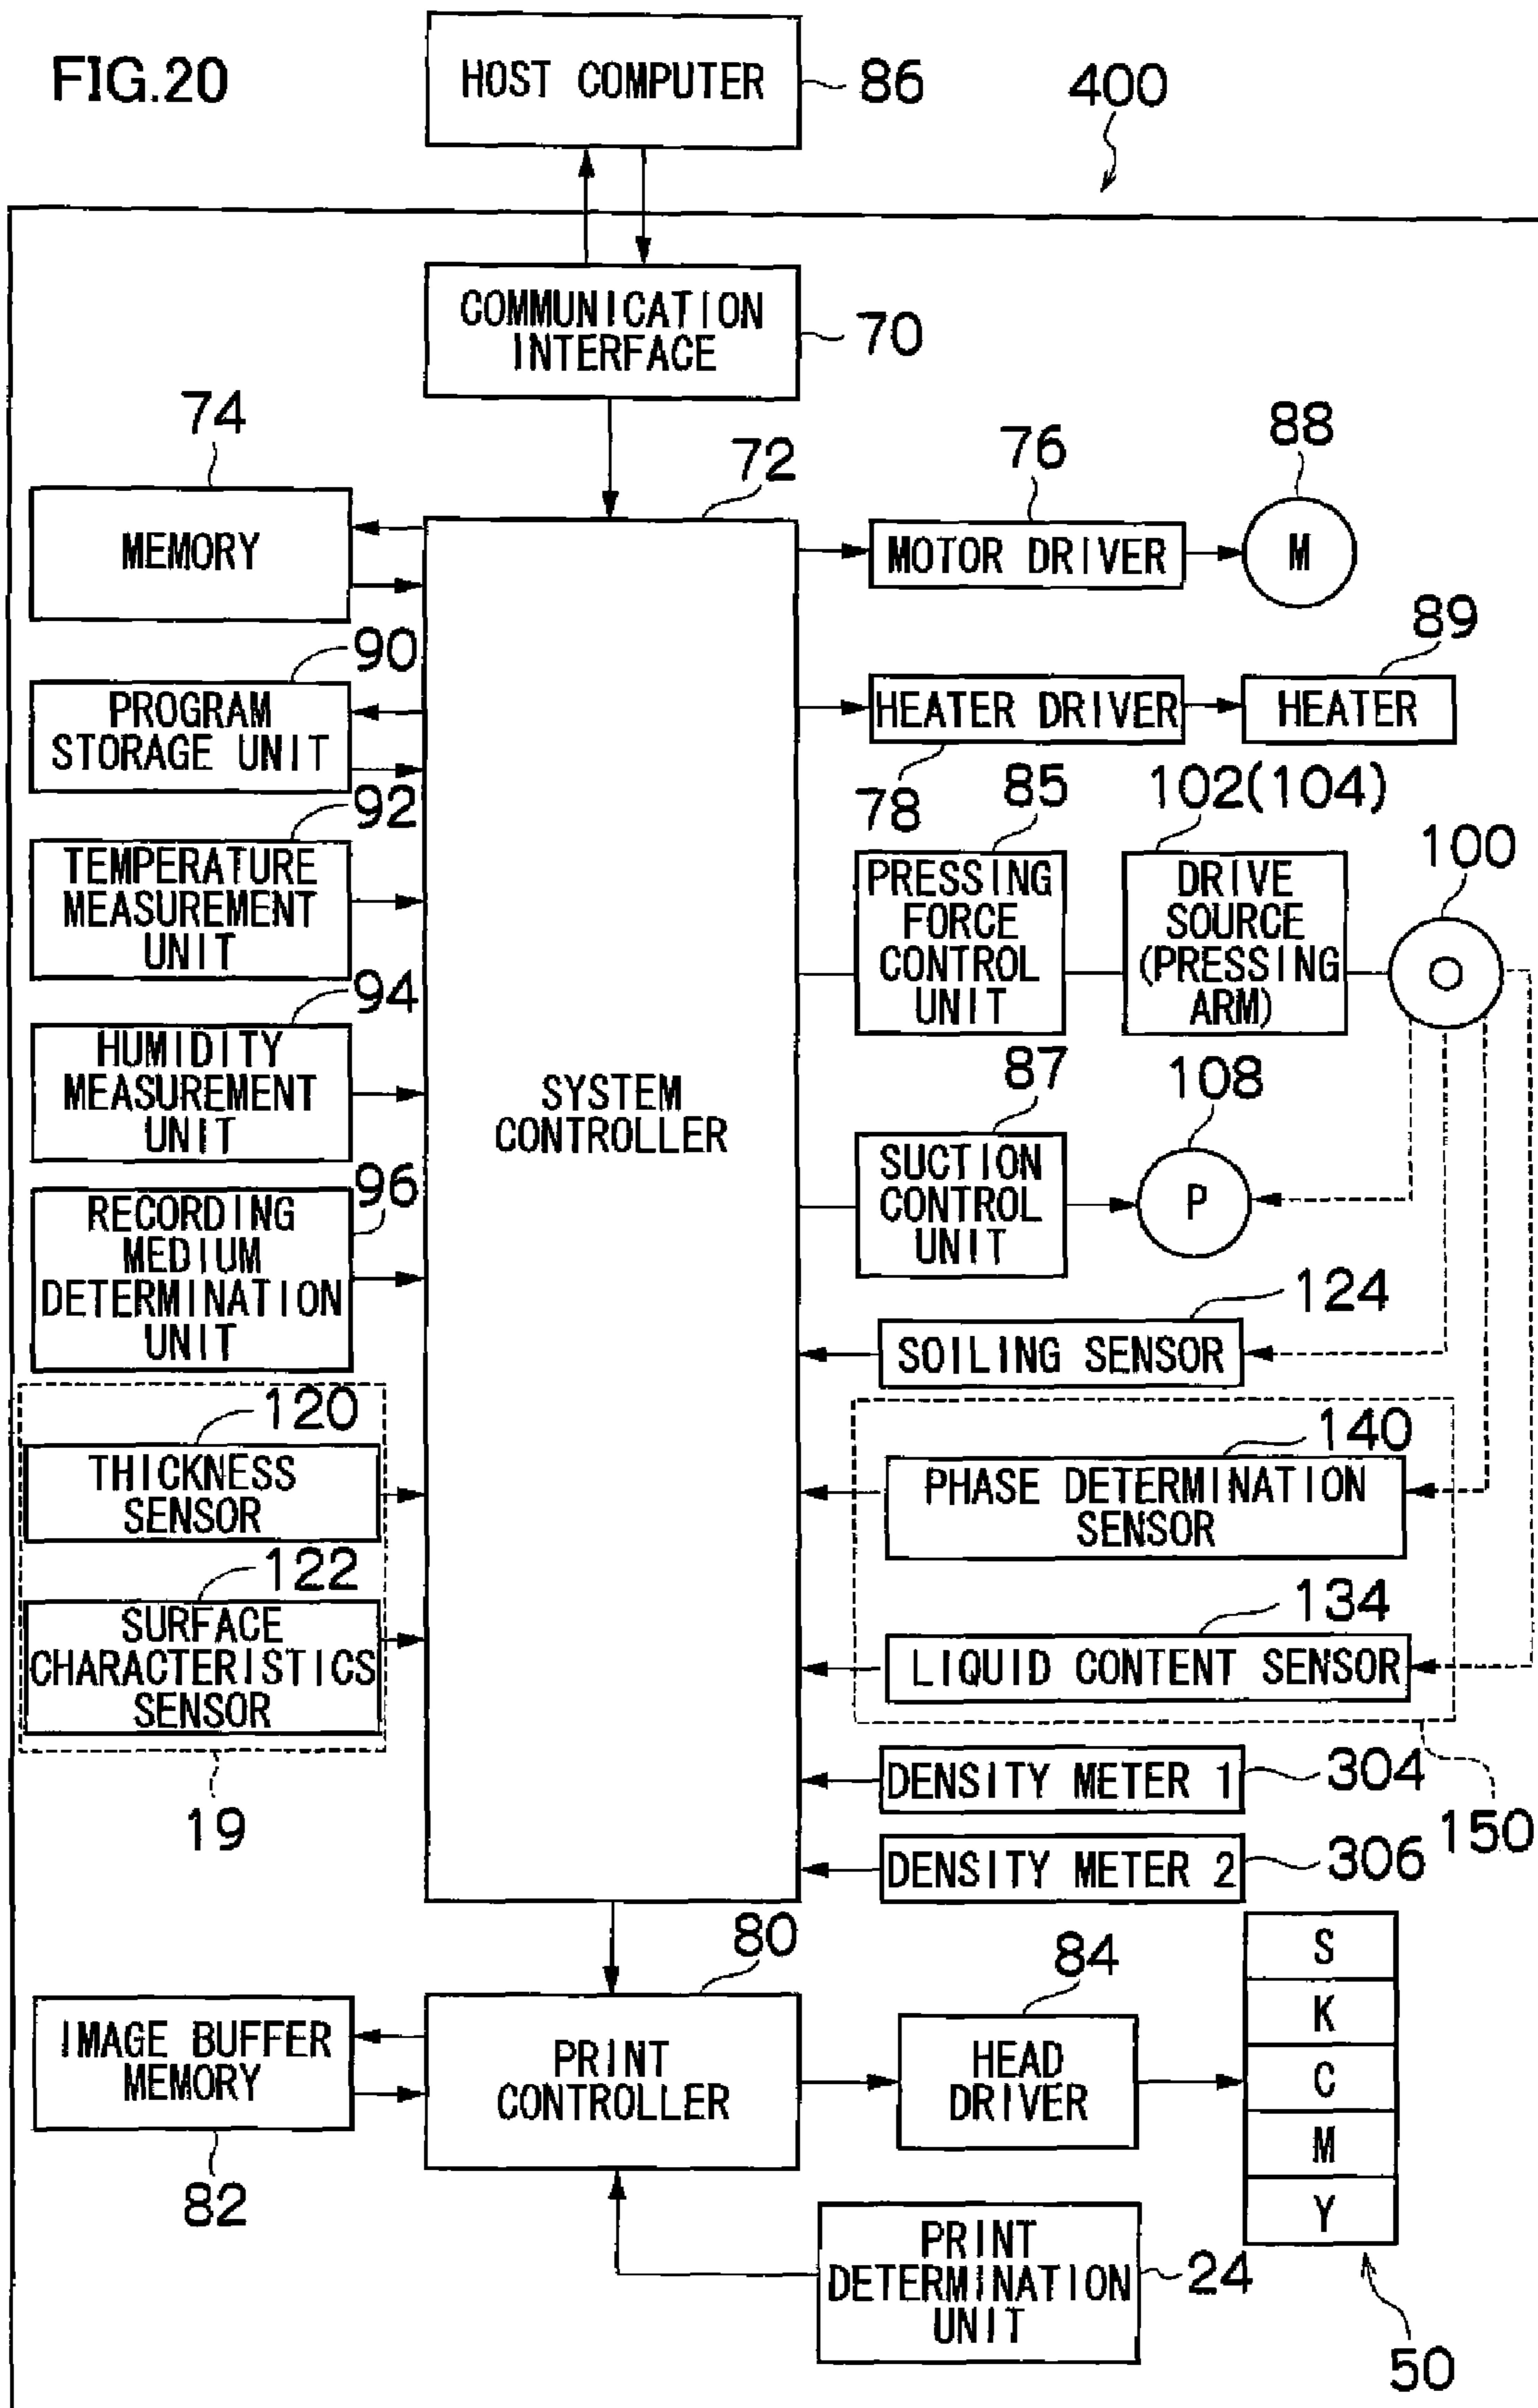 FIG.20
HOST COMPUTER
86
400
COMMUNICATION
INTERFACE
70
74
72
76
88
MEMORY
MOTOR DRIVER
M
90
89
PROGRAM
STORAGE UNIT
HEATER DRIVER
HEATER
78
92
85
102(104)
100
TEMPERATURE
MEASUREMENT
UNIT
PRESSING
FORCE
CONTROL
UNIT
DRIVE
SOURCE
(PRESSING
ARM)
94
HUMIDITY
MEASUREMENT
UNIT
SYSTEM
CONTROLLER
87
108
SUCTION
CONTROL
UNIT
P
96
RECORDING
MEDIUM
DETERMINATION
UNIT
124
SOILING SENSOR
120
THICKNESS
SENSOR
140
PHASE DETERMINATION
SENSOR
122
SURFACE
CHARACTERISTICS
SENSOR
134
LIQUID CONTENT SENSOR
19
DENSITY METER 1
304
150
DENSITY METER 2
306
80
84
S
K
C
M
Y
IMAGE BUFFER
MEMORY
PRINT
CONTROLLER
HEAD
DRIVER
82
PRINT
DETERMINATION
UNIT
24
50